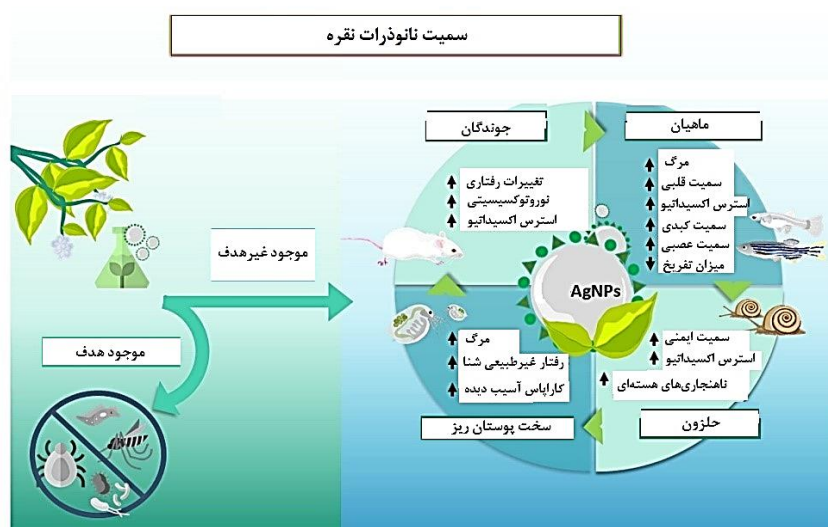 سمیت نانوذرات نقره
جوندگان
تغییرات رفتاری
نوروتوکسیسیتی
استرس اکسیداتیو
ماهیان
مرگ
سمیت قلبی
استرس اکسیداتیو
سمیت کبدی
سمیت عصبی
میزان تفریخ
موجود غیرهدف
موجود هدف
AgNPs
مرگ
رفتار غیرطبیعی شنا
کاراپاس آسیب دیده
سخت پوستان ریز
سمیت ایمنی
استرس اکسیداتیو
ناهنجاری‌های هسته‌ای
حلزون